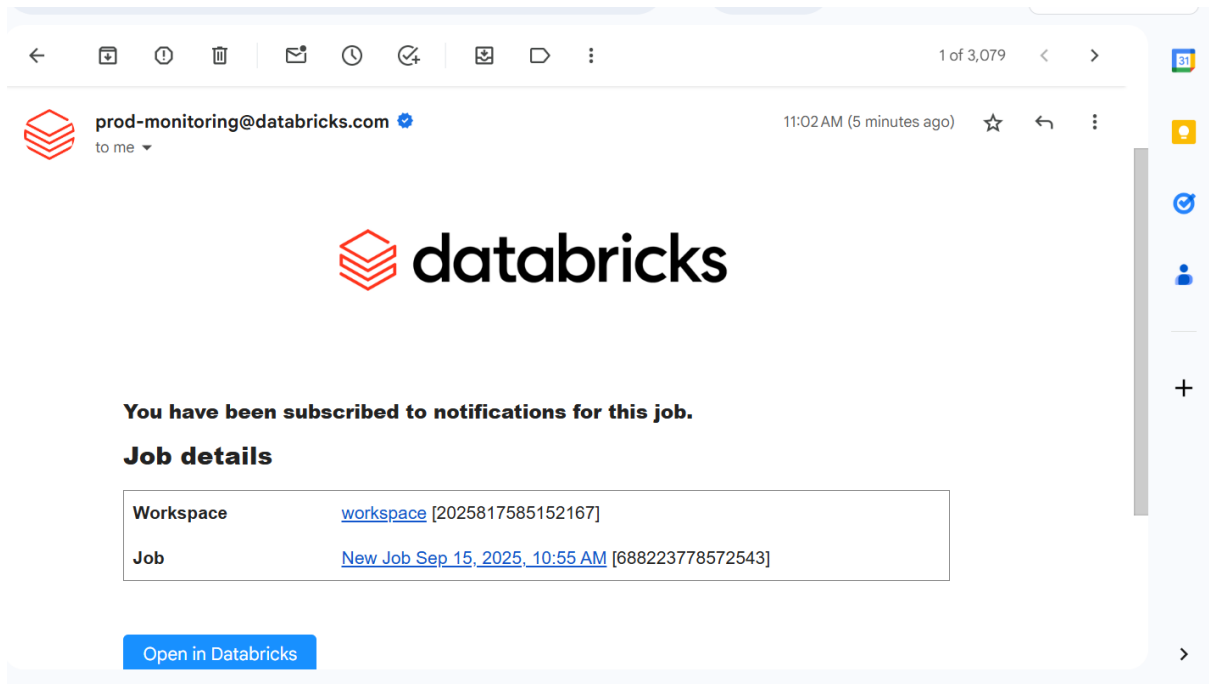 1 of 3,079
31
prod-monitoring@databricks.com
11:02 AM (5 minutes ago)
to me
databricks
You have been subscribed to notifications for this job.
Job details
Workspace workspace [2025817585152167]
Job New Job Sep 15, 2025, 10:55 AM [688223778572543]
Open in Databricks